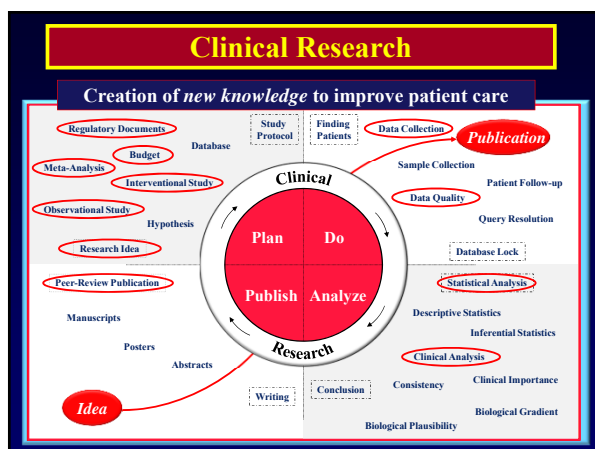 Clinical Research
Creation of new knowledge to improve patient care
Regulatory Documents
Budget
Database
Study
Protocol
Meta-Analysis
Interventional Study
Observational Study
Hypothesis
Research Idea
Finding
Patients
Data Collection
Publication
Sample Collection
Patient Follow-up
Data Quality
Query Resolution
Database Lock
Clinical
Plan
Do
Publish
Analyze
Research
Peer-Review Publication
Manuscripts
Posters
Abstracts
Writing
Idea
Statistical Analysis
Descriptive Statistics
Inferential Statistics
Clinical Analysis
Conclusion
Consistency
Clinical Importance
Biological Gradient
Biological Plausibility